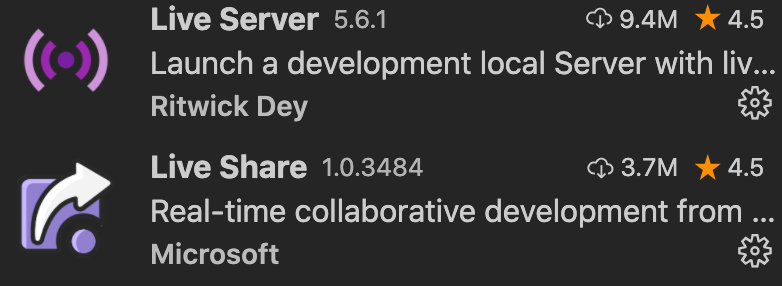 Live Server 5.6.1 9.4M 4.5
Launch a development local Server with liv...
Ritwick Dey
Live Share 1.0.3484 3.7M 4.5
Real-time collaborative development from ...
Microsoft